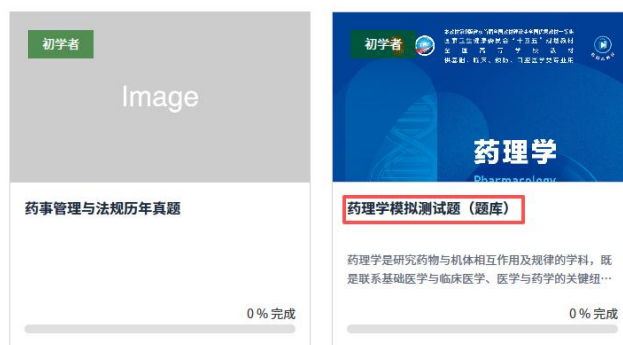 初学者
Image
药事管理与法规历年真题
0 % 完成
初学者
药理学
Pharmacology
药理学模拟测试题（题库）
药理学是研究药物与机体相互作用及规律的学科，既
是联系基础医学与临床医学、医学与药学的关键纽…
0 % 完成